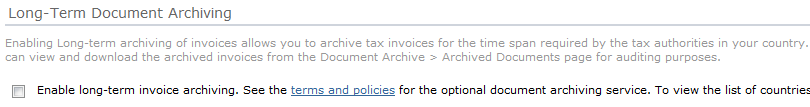 Long-Term Document Archiving
Enabling Long-term archiving of invoices allows you to archive tax invoices for the time span required by the tax authorities in your country.
can view and download the archived invoices from the Document Archive > Archived Documents page for auditing purposes.
Enable long-term invoice archiving. See the terms and policies for the optional document archiving service. To view the list of countries